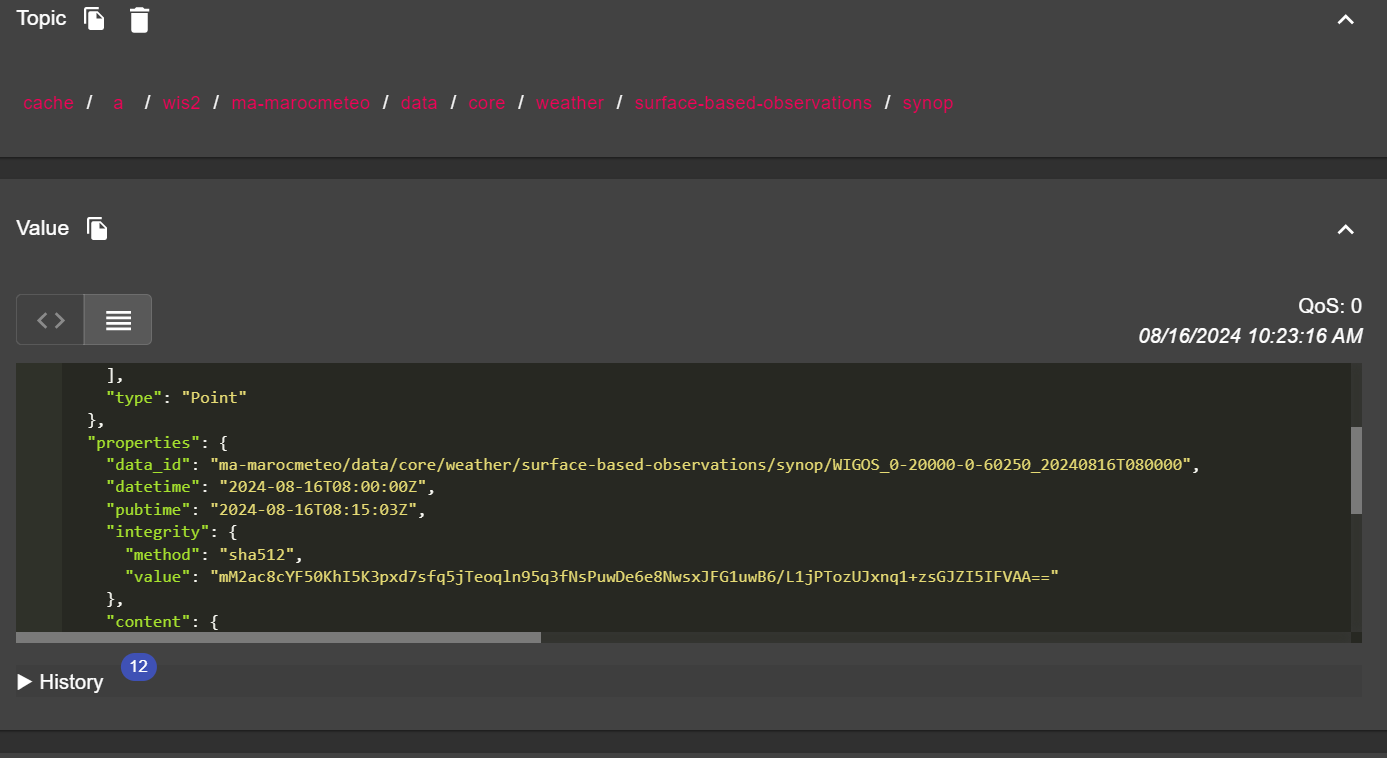 Topic
cache / a / wis2 / ma-marocmeteo / data / core / weather / surface-based-observations / synop
Value
QoS: 0
08/16/2024 10:23:16 AM
],
"type": "Point"
},
"properties": {
"data_id": "ma-marocmeteo/data/core/weather/surface-based-observations/synop/WIGOS_0-20000-0-60250_20240816T080000",
"datetime": "2024-08-16T08:00:00Z",
"pubtime": "2024-08-16T08:15:03Z",
"integrity": {
"method": "sha512",
"value": "mM2ac8cYF50KhI5K3pxd7sfq5jTeoqln95q3fNsPuwDe6e8NwsxJFG1uwB6/L1jPTozUJxnq1+zsGJZI5IFVAA=="
},
"content": {
History 12